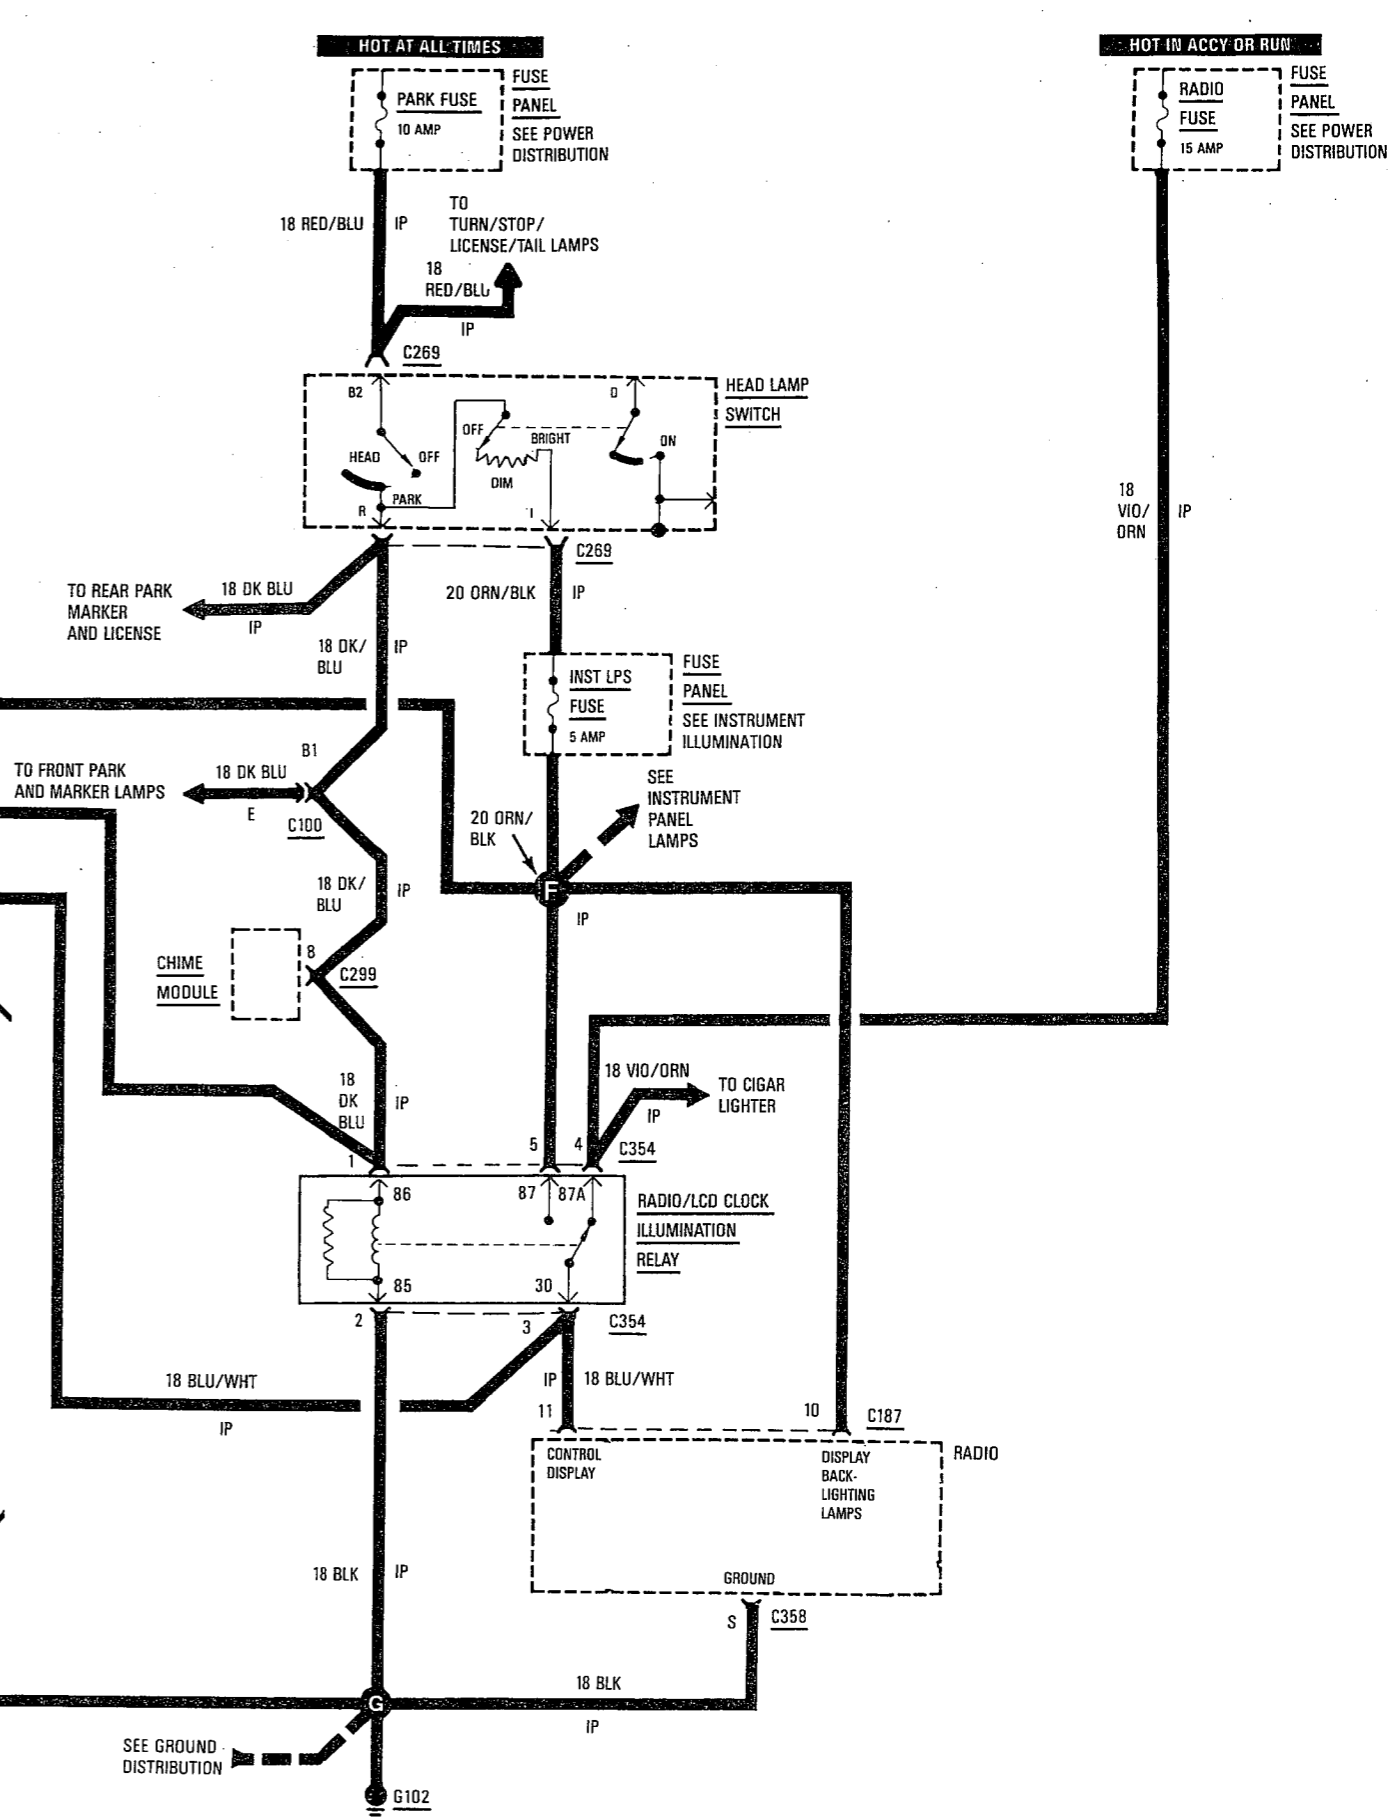 HOT AT ALL TIMES
HOT IN ACCY OR RUN
PARK FUSE
10 AMP
FUSE
PANEL
SEE POWER
DISTRIBUTION
RADIO
FUSE
15 AMP
FUSE
PANEL
SEE POWER
DISTRIBUTION
18 RED/BLU
IP
TO
TURN/STOP/
LICENSE/TAIL LAMPS
18
RED/BLU
IP
C269
B2
D
HEAD LAMP
SWITCH
OFF
BRIGHT
ON
HEAD
OFF
DIM
PARK
R
I
18
VIO/
ORN
IP
C269
TO REAR PARK
MARKER
AND LICENSE
18 DK BLU
IP
20 ORN/BLK
IP
18 DK/
BLU
IP
INST LPS
FUSE
5 AMP
FUSE
PANEL
SEE INSTRUMENT
ILLUMINATION
B1
TO FRONT PARK
AND MARKER LAMPS
18 DK BLU
E
C100
SEE
INSTRUMENT
PANEL
LAMPS
20 ORN/
BLK
F
IP
18 DK/
BLU
IP
CHIME
MODULE
8
C299
18 VIO/ORN
IP
TO CIGAR
LIGHTER
18
DK
BLU
IP
1
5
4
C354
86
87
87A
RADIO/LCD CLOCK
ILLUMINATION
RELAY
85
30
2
3
C354
18 BLU/WHT
IP
IP
18 BLU/WHT
11
10
C187
CONTROL
DISPLAY
DISPLAY
BACK-
LIGHTING
LAMPS
RADIO
GROUND
18 BLK
IP
S
C358
18 BLK
IP
G
SEE GROUND
DISTRIBUTION
G102